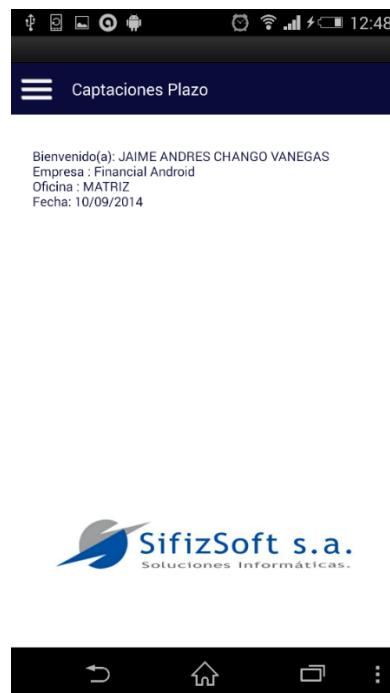 12:48
Captaciones Plazo
Bienvenido(a): JAIME ANDRES CHANGO VANEGAS
Empresa : Financial Android
Oficina : MATRIZ
Fecha: 10/09/2014
SifizSoft s.a.
Soluciones Informáticas.